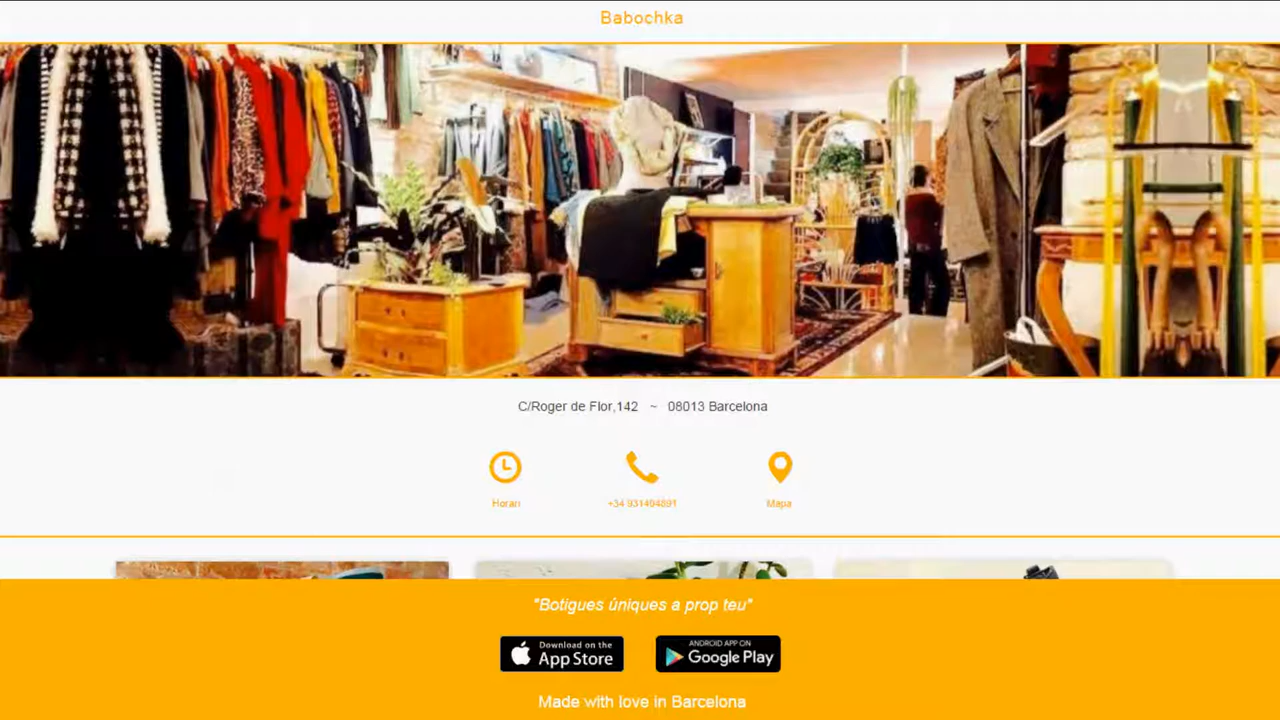 Babochka
C/Roger de Flor,142 ~ 08013 Barcelona
Horari
+34 931404891
Mapa
"Botigues úniques a prop teu"
Download on the
App Store
ANDROID APP ON
Google Play
Made with love in Barcelona